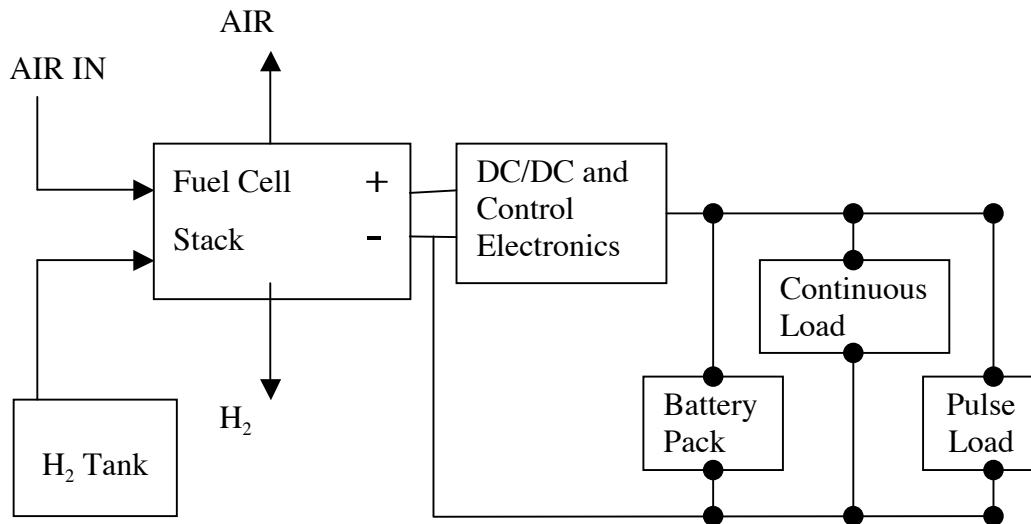 AIR
AIR IN
Fuel Cell +
Stack -
DC/DC and
Control
Electronics
Continuous
Load
Battery
Pack
Pulse
Load
H₂
H₂ Tank